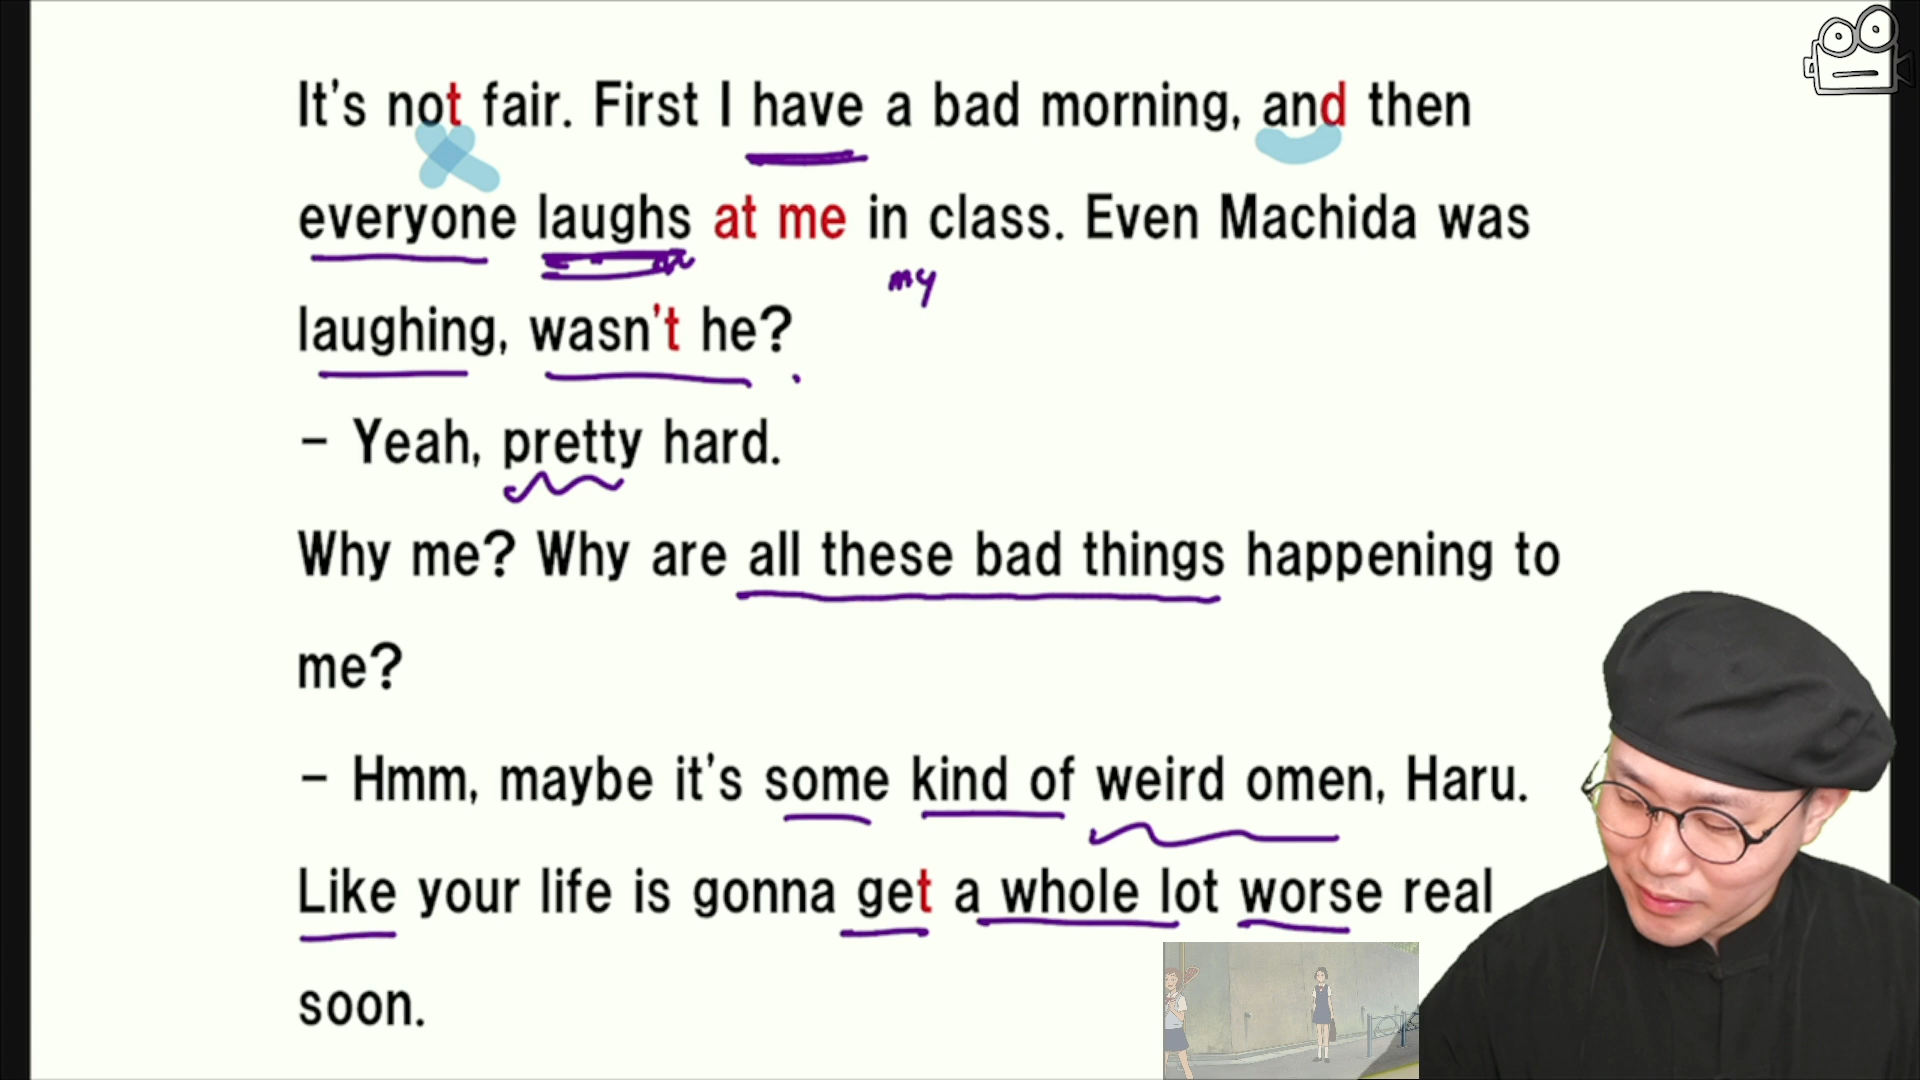 It's not fair. First I have a bad morning, and then
everyone laughs at me in class. Even Machida was
my
laughing, wasn't he?
– Yeah, pretty hard.
Why me? Why are all these bad things happening to
me?
– Hmm, maybe it's some kind of weird omen, Haru.
Like your life is gonna get a whole lot worse real
soon.